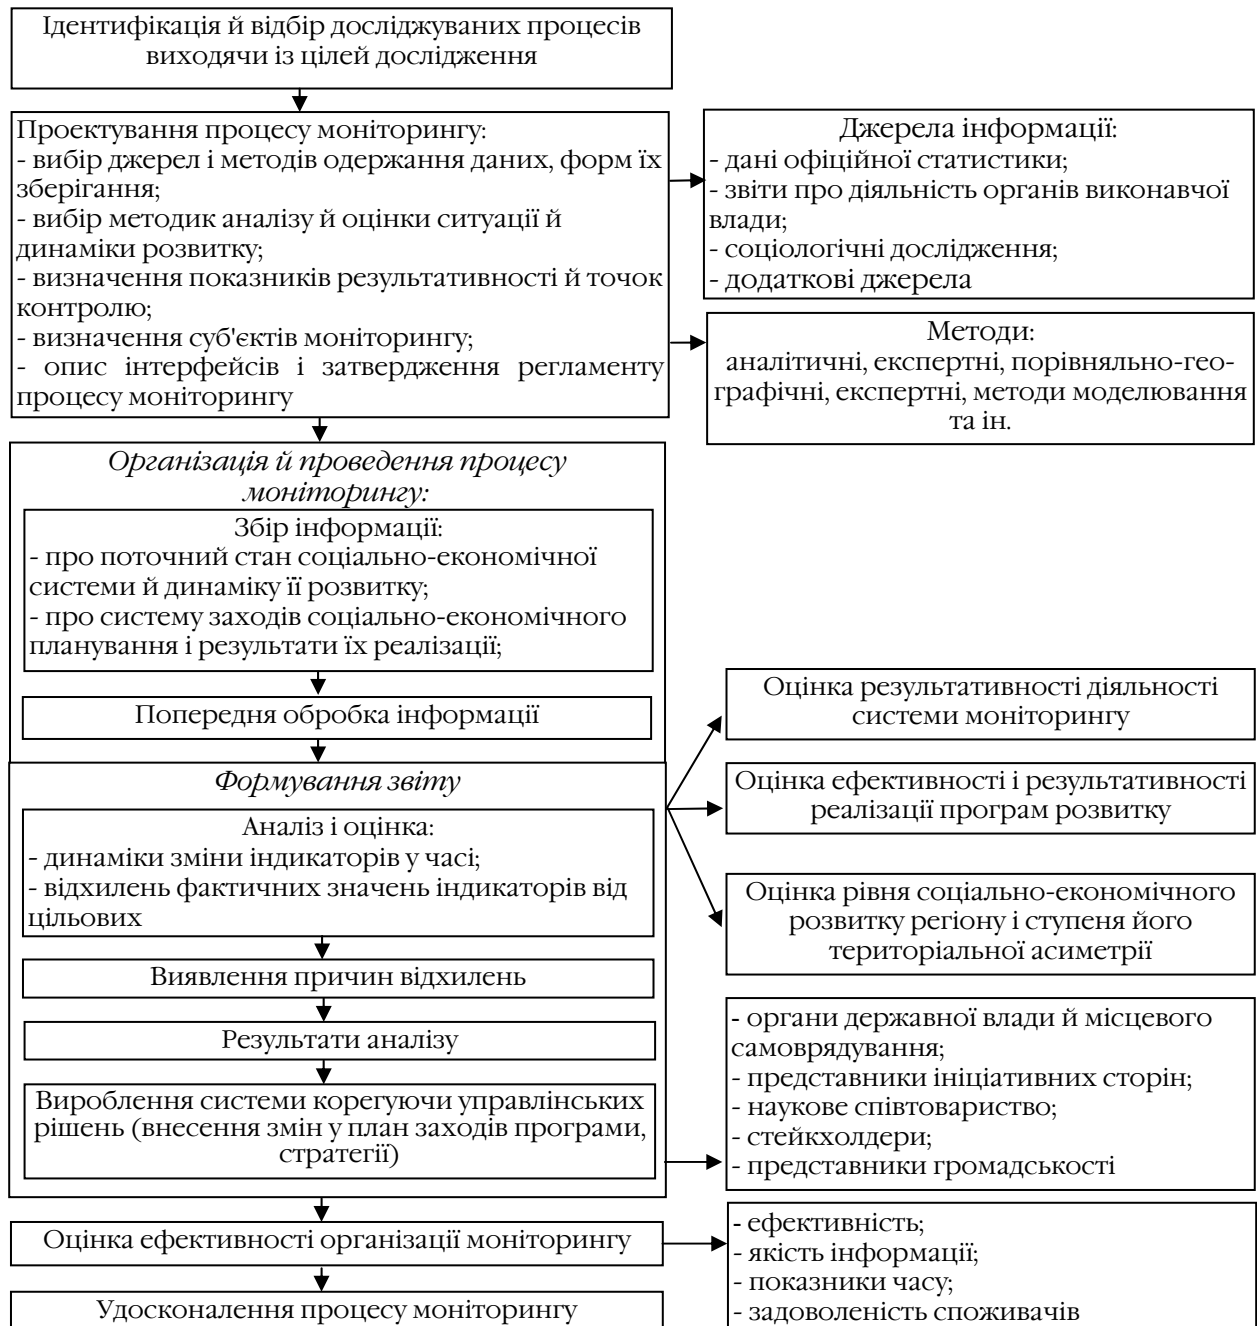 Ідентифікація й відбір досліджуваних процесів
виходячи із цілей дослідження
Проектування процесу моніторингу:
- вибір джерел і методів одержання даних, форм їх
зберігання;
- вибір методик аналізу й оцінки ситуації й
динаміки розвитку;
- визначення показників результативності й точок
контролю;
- визначення суб'єктів моніторингу;
- опис інтерфейсів і затвердження регламенту
процесу моніторингу
Джерела інформації:
- дані офіційної статистики;
- звіти про діяльність органів виконавчої
влади;
- соціологічні дослідження;
- додаткові джерела
Методи:
аналітичні, експертні, порівняльно-гео-
графічні, експертні, методи моделювання
та ін.
Організація й проведення процесу
моніторингу:
Збір інформації:
- про поточний стан соціально-економічної
системи й динаміку її розвитку;
- про систему заходів соціально-економічного
планування і результати їх реалізації;
Попередня обробка інформації
Формування звіту
Аналіз і оцінка:
- динаміки зміни індикаторів у часі;
- відхилень фактичних значень індикаторів від
цільових
Виявлення причин відхилень
Результати аналізу
Вироблення системи корегуючи управлінських
рішень (внесення змін у план заходів програми,
стратегії)
Оцінка результативності діяльності
системи моніторингу
Оцінка ефективності і результативності
реалізації програм розвитку
Оцінка рівня соціально-економічного
розвитку регіону і ступеня його
територіальної асиметрії
- органи державної влади й місцевого
самоврядування;
- представники ініціативних сторін;
- наукове співтовариство;
- стейкхолдери;
- представники громадськості
Оцінка ефективності організації моніторингу
- ефективність;
- якість інформації;
- показники часу;
- задоволеність споживачів
Удосконалення процесу моніторингу